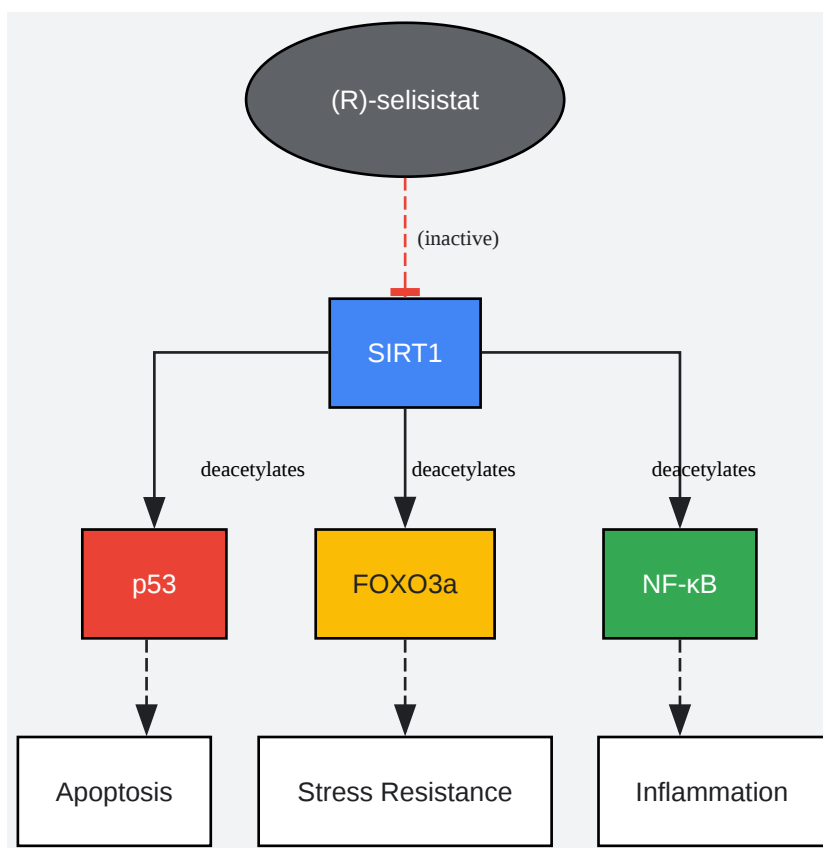 (R)-selisistat
(inactive)
SIRT1
deacetylates
deacetylates
deacetylates
p53
FOXO3a
NF-κB
Apoptosis
Stress Resistance
Inflammation